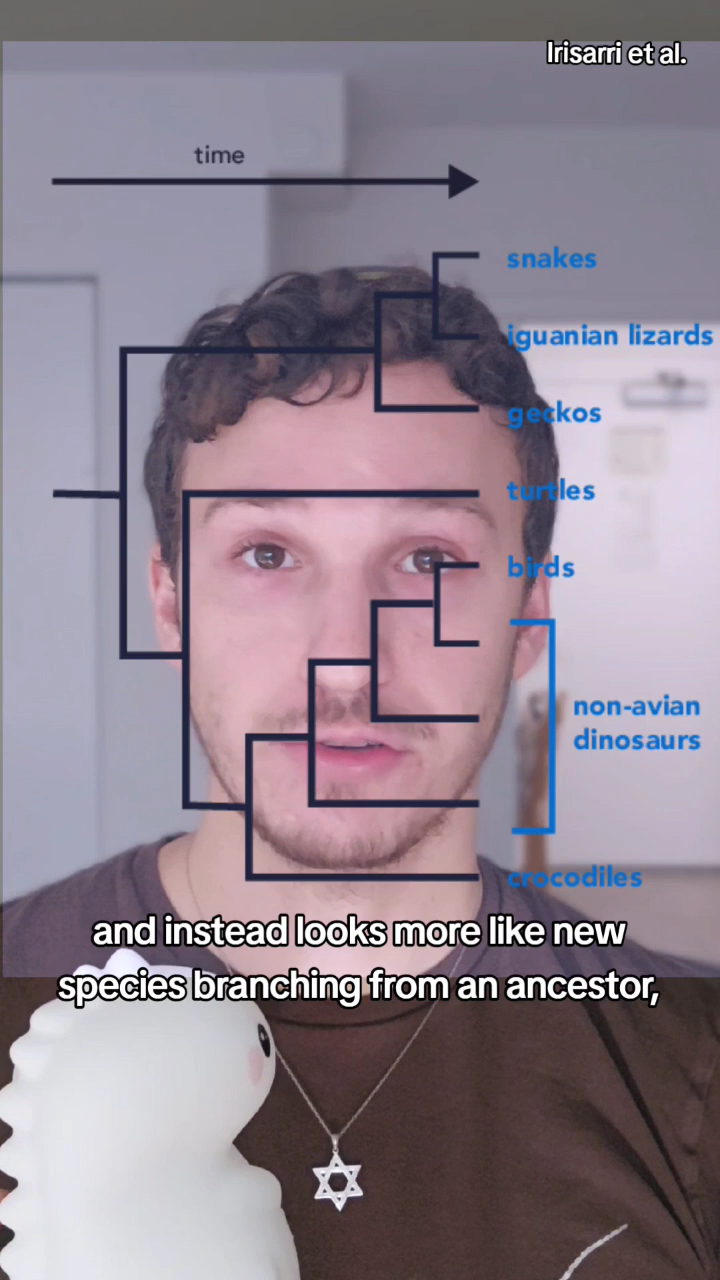 Irisarri et al.
time
snakes
iguanian lizards
geckos
turtles
birds
non-avian
dinosaurs
crocodiles
and instead looks more like new
species branching from an ancestor,